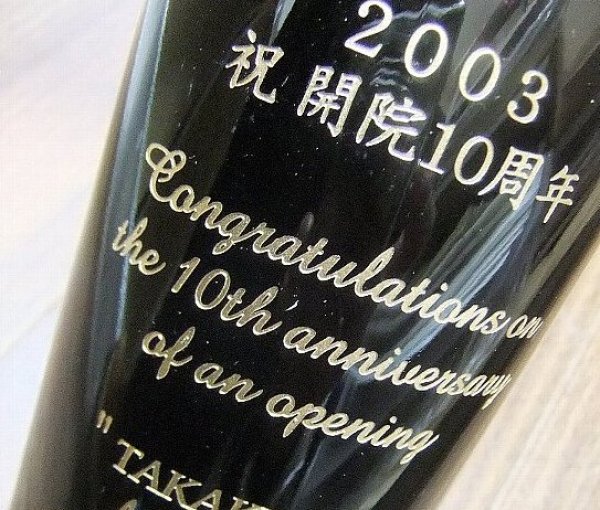 2003
祝 開院10周年
Congratulations on
the 10th anniversary
of an opening
"